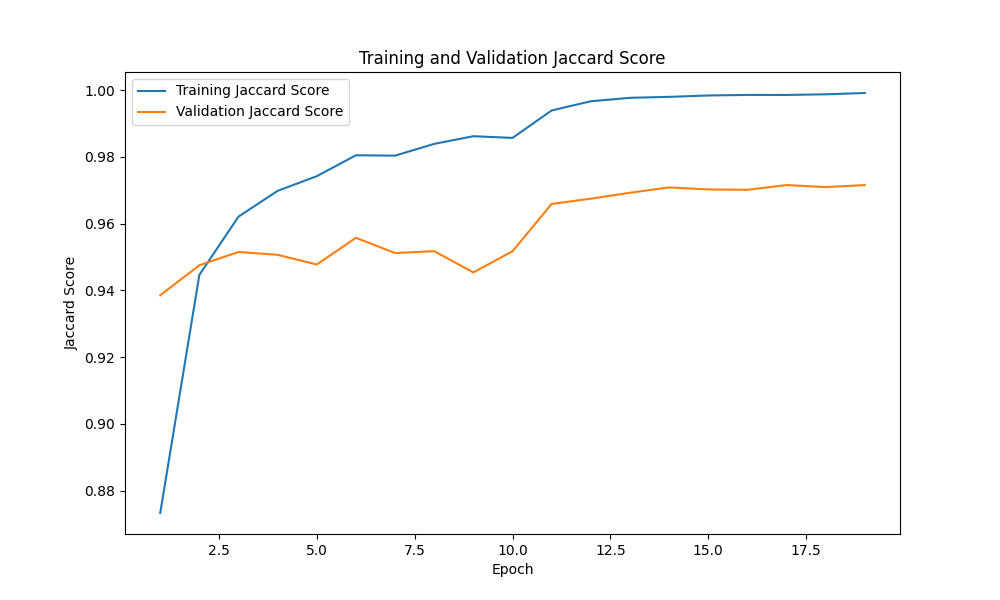 Training and Validation Jaccard Score
Training Jaccard Score
Validation Jaccard Score
Jaccard Score
1.00
0.98
0.96
0.94
0.92
0.90
0.88
2.5 5.0 7.5 10.0 12.5 15.0 17.5
Epoch